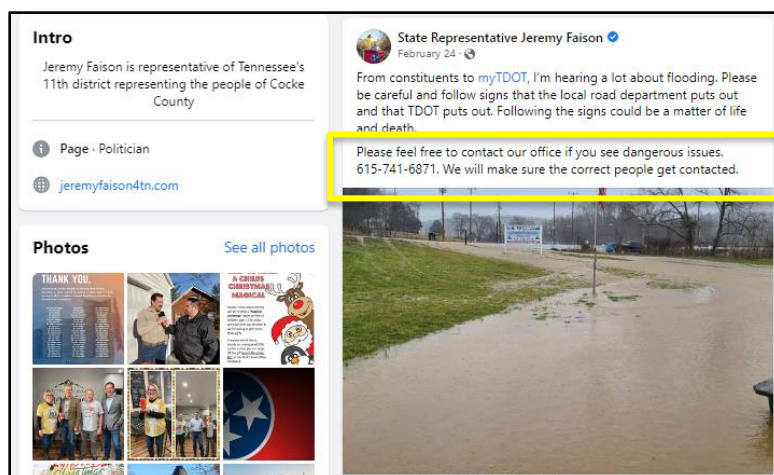 Intro
Jeremy Faison is representative of Tennessee's
11th district representing the people of Cocke
County
Page · Politician
jeremyfaison4tn.com
Photos
See all photos
THANK YOU,
A CHILDS
CHRISTMAS
MAGICAL
State Representative Jeremy Faison
February 24 ·
From constituents to myTDOT, I'm hearing a lot about flooding. Please
be careful and follow signs that the local road department puts out
and that TDOT puts out. Following the signs could be a matter of life
and death.
Please feel free to contact our office if you see dangerous issues.
615-741-6871. We will make sure the correct people get contacted.